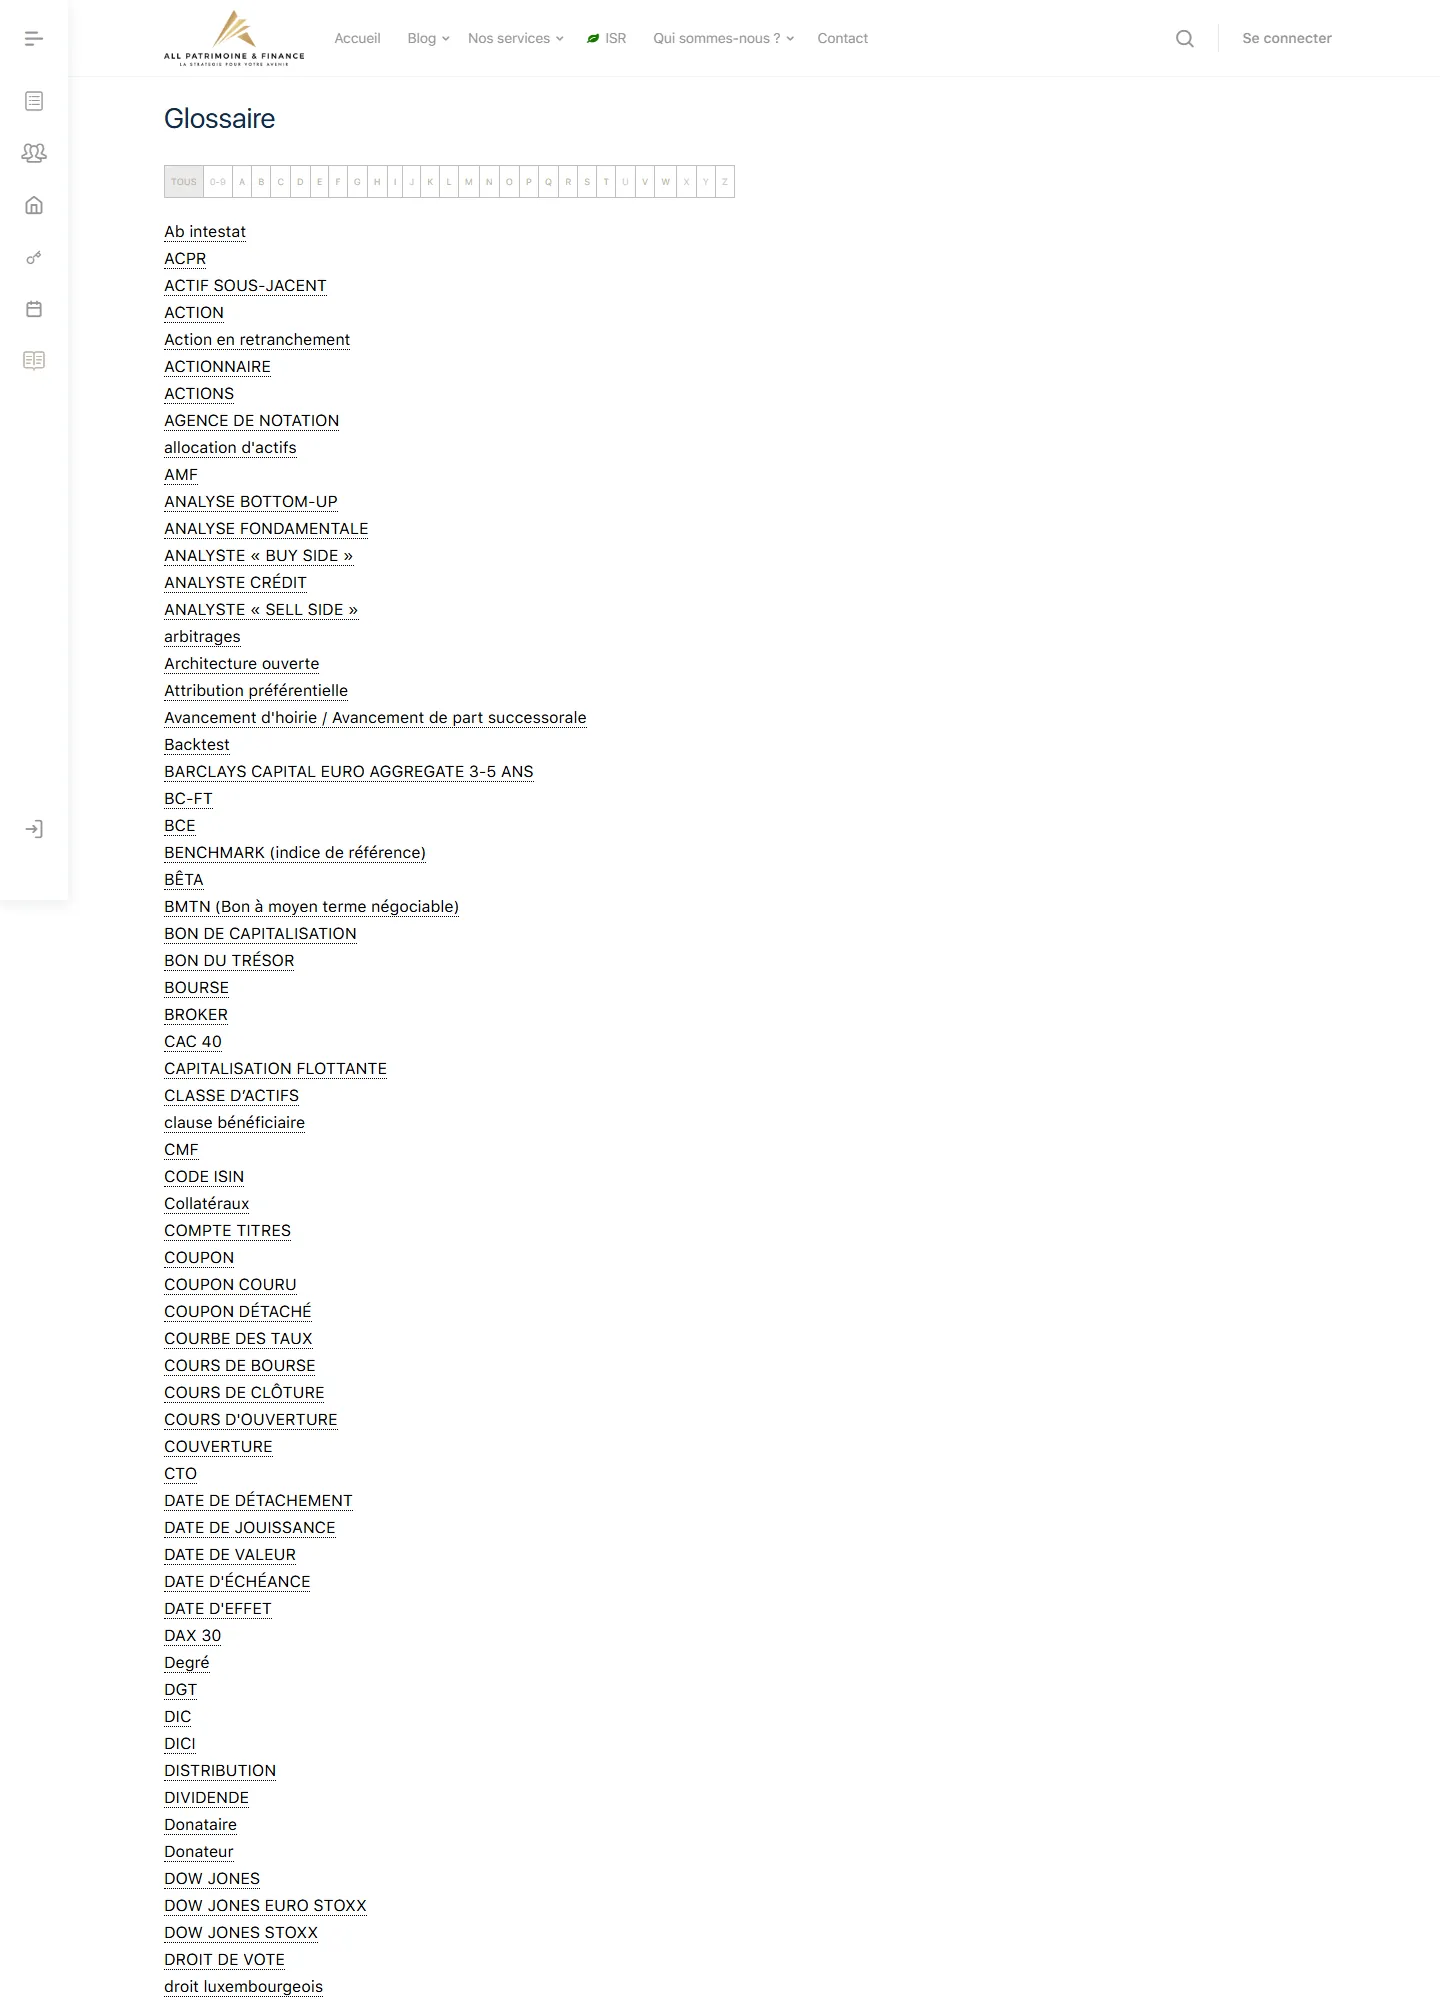 ALL PATRIMOINE & FINANCE
LA STRATÉGIE POUR VOTRE AVENIR
Accueil Blog Nos services ISR Qui sommes-nous ? Contact Se connecter
Glossaire
TOUS 0-9 A B C D E F G H I J K L M N O P Q R S T U V W X Y Z
Ab intestat
ACPR
ACTIF SOUS-JACENT
ACTION
Action en retranchement
ACTIONNAIRE
ACTIONS
AGENCE DE NOTATION
allocation d'actifs
AMF
ANALYSE BOTTOM-UP
ANALYSE FONDAMENTALE
ANALYSTE « BUY SIDE »
ANALYSTE CRÉDIT
ANALYSTE « SELL SIDE »
arbitrages
Architecture ouverte
Attribution préférentielle
Avancement d'hoirie / Avancement de part successorale
Backtest
BARCLAYS CAPITAL EURO AGGREGATE 3-5 ANS
BC-FT
BCE
BENCHMARK (indice de référence)
BÊTA
BMTN (Bon à moyen terme négociable)
BON DE CAPITALISATION
BON DU TRÉSOR
BOURSE
BROKER
CAC 40
CAPITALISATION FLOTTANTE
CLASSE D’ACTIFS
clause bénéficiaire
CMF
CODE ISIN
Collatéraux
COMPTE TITRES
COUPON
COUPON COURU
COUPON DÉTACHÉ
COURBE DES TAUX
COURS DE BOURSE
COURS DE CLÔTURE
COURS D'OUVERTURE
COUVERTURE
CTO
DATE DE DÉTACHEMENT
DATE DE JOUISSANCE
DATE DE VALEUR
DATE D'ÉCHÉANCE
DATE D'EFFET
DAX 30
Degré
DGT
DIC
DICI
DISTRIBUTION
DIVIDENDE
Donataire
Donateur
DOW JONES
DOW JONES EURO STOXX
DOW JONES STOXX
DROIT DE VOTE
droit luxembourgeois